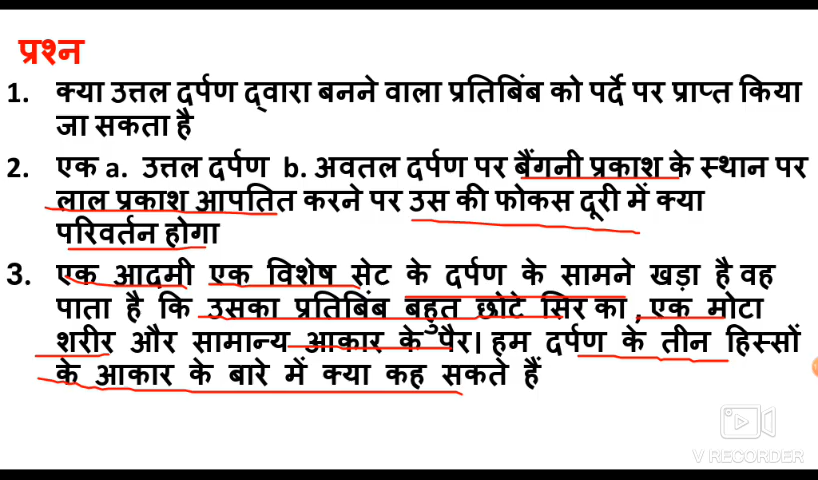 प्रश्न
1. क्या उत्तल दर्पण द्वारा बनने वाला प्रतिबिंब को पर्दे पर प्राप्त किया
जा सकता है
2. एक a. उत्तल दर्पण b. अवतल दर्पण पर बैंगनी प्रकाश के स्थान पर
लाल प्रकाश आपतित करने पर उस की फोकस दूरी में क्या
परिवर्तन होगा
3. एक आदमी एक विशेष सेट के दर्पण के सामने खड़ा है वह
पाता है कि उसका प्रतिबिंब बहुत छोटे सिर का , एक मोटा
शरीर और सामान्य आकार के पैर। हम दर्पण के तीन हिस्सों
के आकार के बारे में क्या कह सकते हैं
V RECORDER